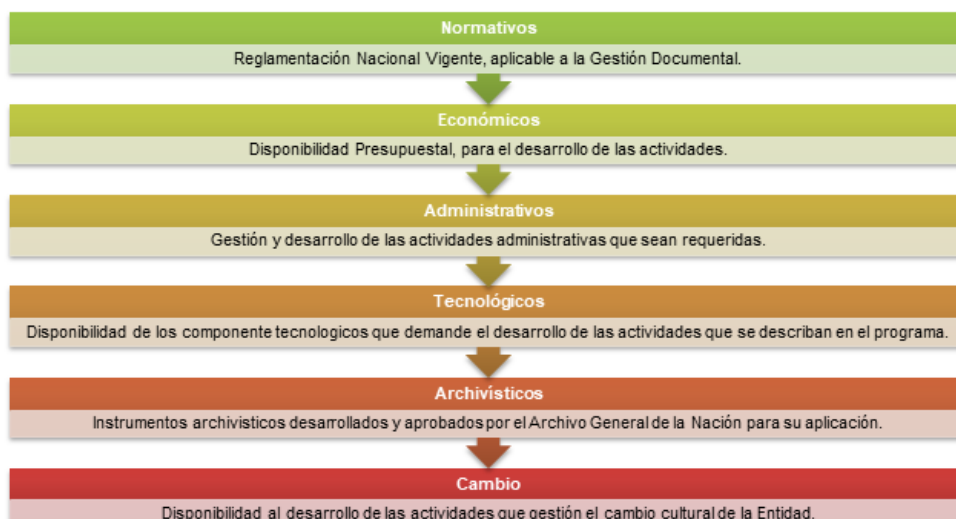 Normativos
Reglamentación Nacional Vigente, aplicable a la Gestión Documental.
Económicos
Disponibilidad Presupuestal, para el desarrollo de las actividades.
Administrativos
Gestión y desarrollo de las actividades administrativas que sean requeridas.
Tecnológicos
Disponibilidad de los componente tecnologicos que demande el desarrollo de las actividades que se describan en el programa.
Archivísticos
Instrumentos archivisticos desarrollados y aprobados por el Archivo General de la Nación para su aplicación.
Cambio
Disponibilidad al desarrollo de las actividades que gestión el cambio cultural de la Entidad.